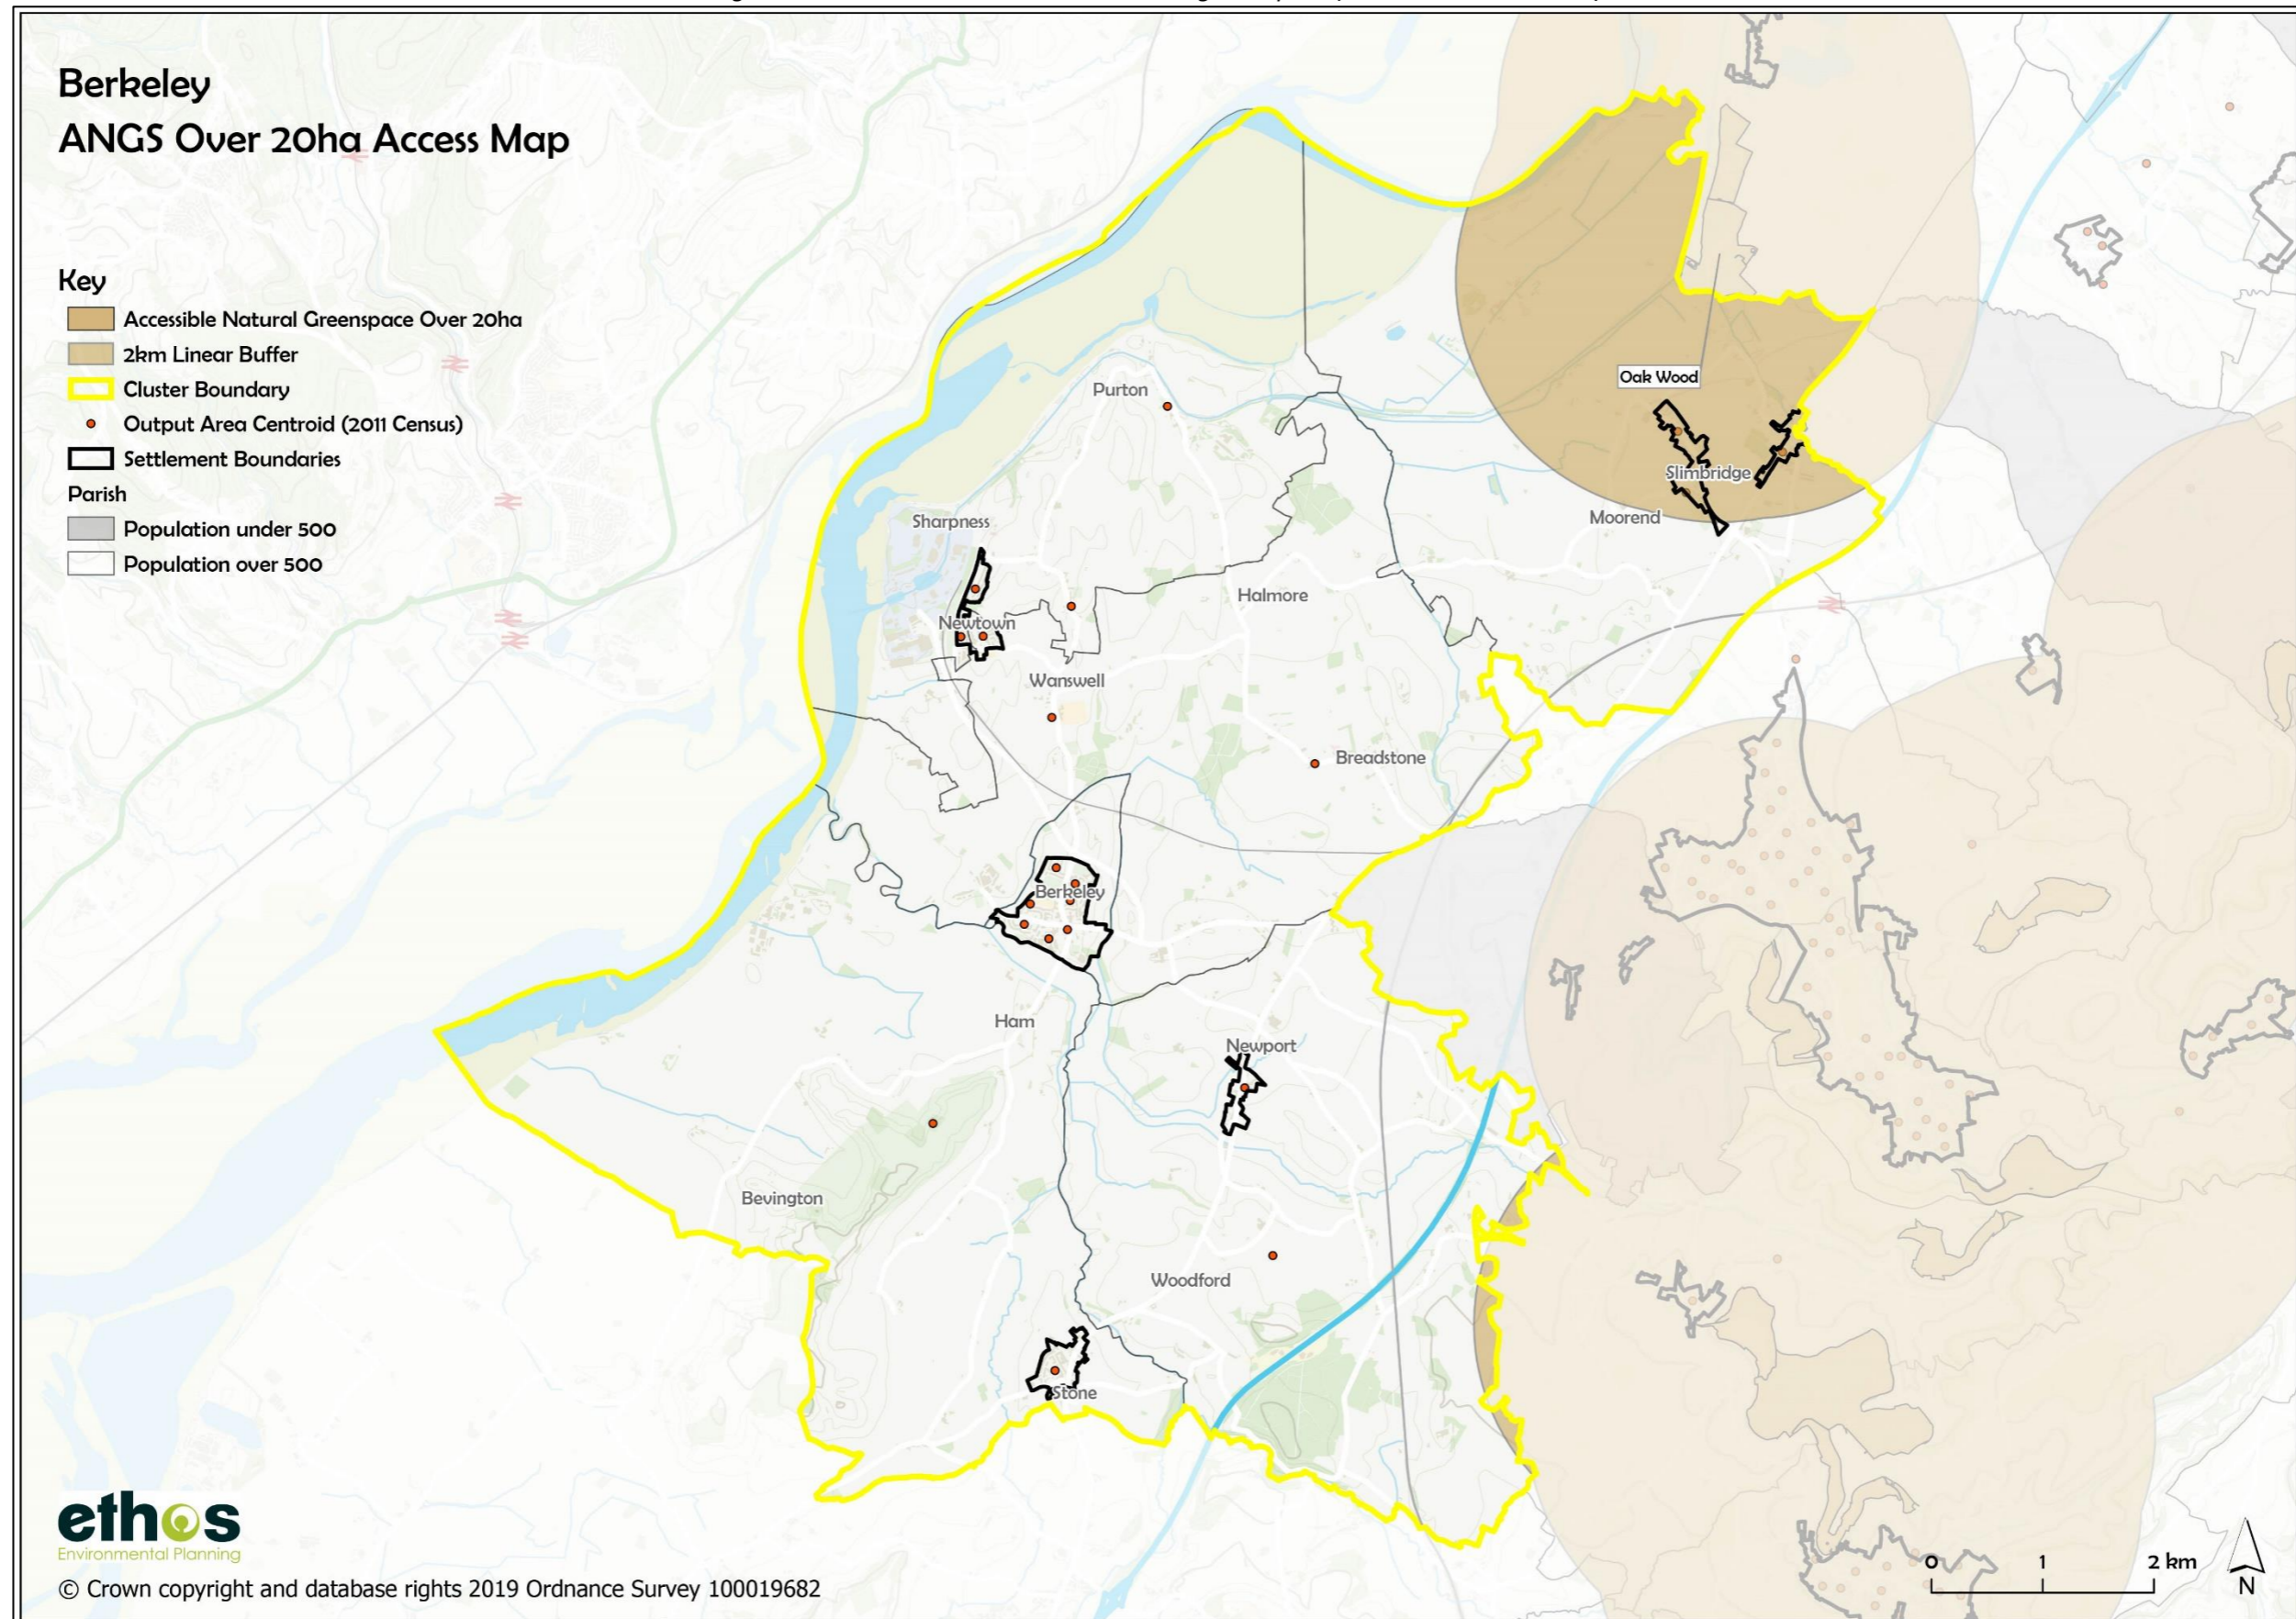 Berkeley
ANGS Over 20ha Access Map
Key
Accessible Natural Greenspace Over 20ha
2km Linear Buffer
Cluster Boundary
Output Area Centroid (2011 Census)
Settlement Boundaries
Parish
Population under 500
Population over 500
Oak Wood
Purton
Slimbridge
Moorend
Sharpness
Halmore
Newtown
Wanswell
Breadstone
Berkeley
Ham
Newport
Bevington
Woodford
Stone
ethos
Environmental Planning
© Crown copyright and database rights 2019 Ordnance Survey 100019682
0 1 2 km
N